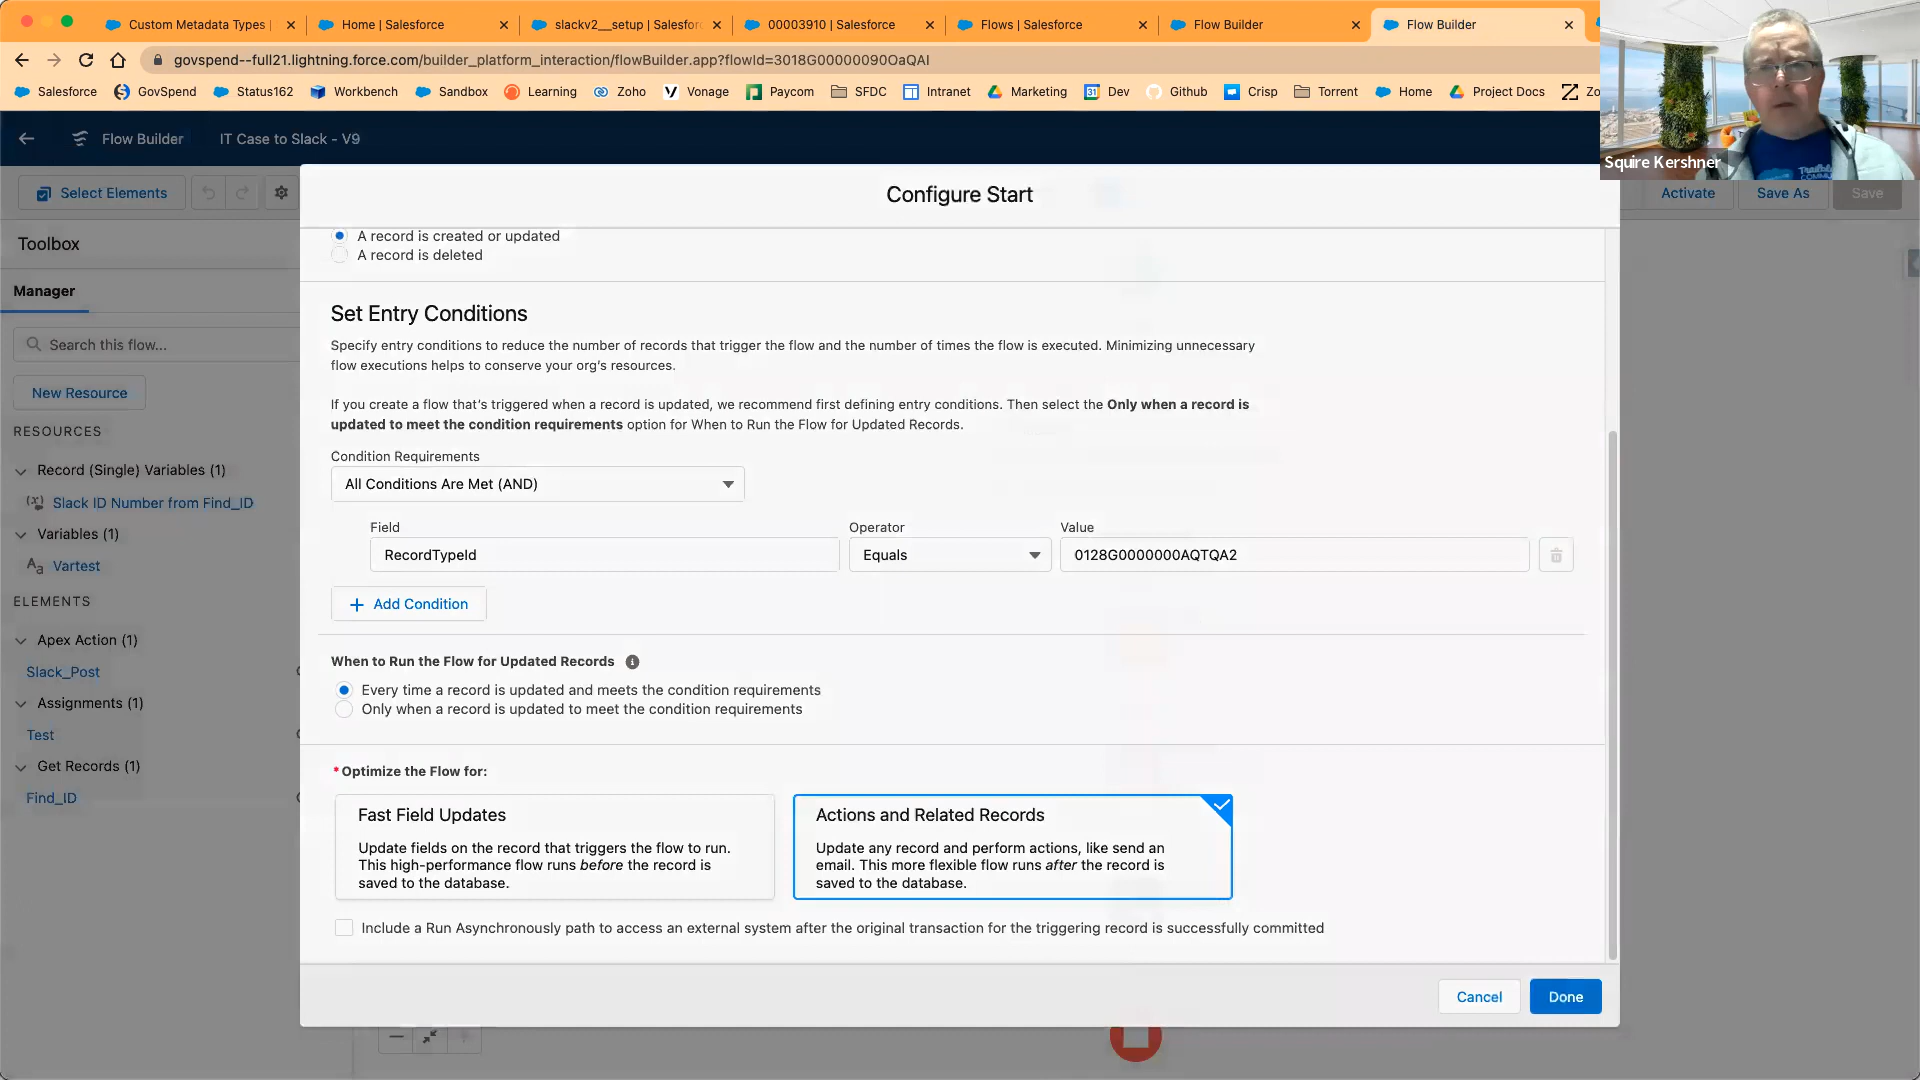 Custom Metadata Types |
Home | Salesforce
slackv2__setup | Salesfor
00003910 | Salesforce
Flows | Salesforce
Flow Builder
Flow Builder
govspend--full21.lightning.force.com/builder_platform_interaction/flowBuilder.app?flowId=3018G00000090OaQAI
Salesforce
GovSpend
Status162
Workbench
Sandbox
Learning
Zoho
Vonage
Paycom
SFDC
Intranet
Marketing
Dev
Github
Crisp
Torrent
Home
Project Docs
Zo
Squire Kershner
Flow Builder
IT Case to Slack - V9
Select Elements
Activate
Save As
Save
Configure Start
Toolbox
Manager
Search this flow...
New Resource
RESOURCES
Record (Single) Variables (1)
Slack ID Number from Find_ID
Variables (1)
Vartest
ELEMENTS
Apex Action (1)
Slack_Post
Assignments (1)
Test
Get Records (1)
Find_ID
A record is created or updated
A record is deleted
Set Entry Conditions
Specify entry conditions to reduce the number of records that trigger the flow and the number of times the flow is executed. Minimizing unnecessary
flow executions helps to conserve your org's resources.
If you create a flow that's triggered when a record is updated, we recommend first defining entry conditions. Then select the Only when a record is
updated to meet the condition requirements option for When to Run the Flow for Updated Records.
Condition Requirements
All Conditions Are Met (AND)
Field
Operator
Value
RecordTypeId
Equals
0128G0000000AQTQA2
Add Condition
When to Run the Flow for Updated Records
Every time a record is updated and meets the condition requirements
Only when a record is updated to meet the condition requirements
*Optimize the Flow for:
Fast Field Updates
Update fields on the record that triggers the flow to run.
This high-performance flow runs before the record is
saved to the database.
Actions and Related Records
Update any record and perform actions, like send an
email. This more flexible flow runs after the record is
saved to the database.
Include a Run Asynchronously path to access an external system after the original transaction for the triggering record is successfully committed
Cancel
Done